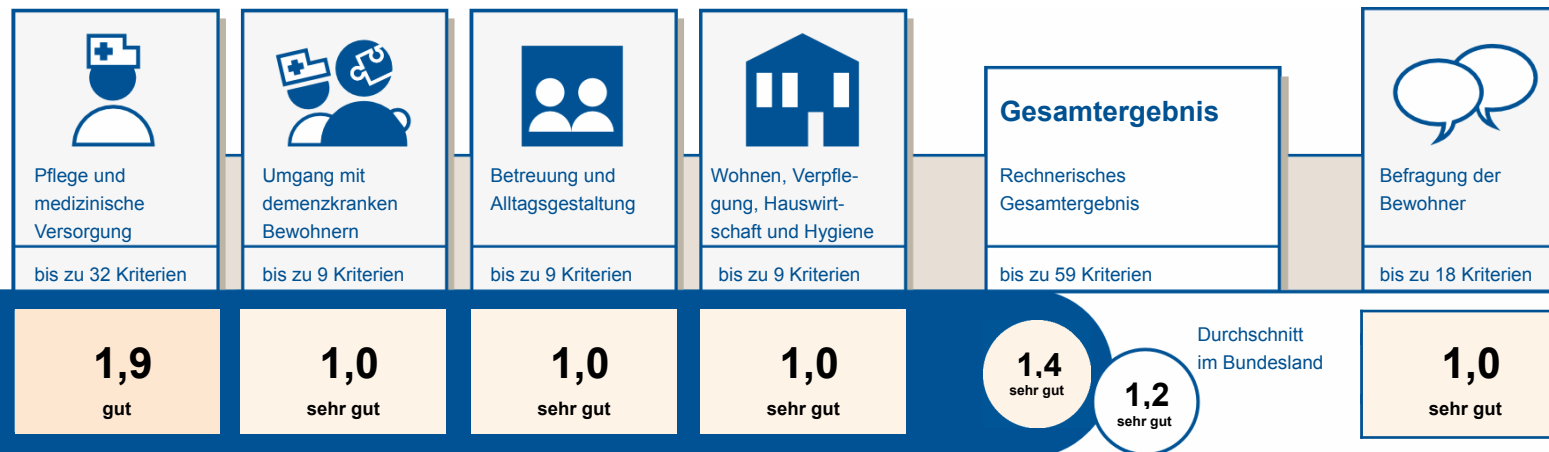 Pflege und
medizinische
Versorgung
bis zu 32 Kriterien
1,9
gut
Umgang mit
demenzkranken
Bewohnern
bis zu 9 Kriterien
1,0
sehr gut
Betreuung und
Alltagsgestaltung
bis zu 9 Kriterien
1,0
sehr gut
Wohnen, Verpfle-
gung, Hauswirt-
schaft und Hygiene
bis zu 9 Kriterien
1,0
sehr gut
Gesamtergebnis
Rechnerisches
Gesamtergebnis
bis zu 59 Kriterien
1,4
sehr gut
1,2
sehr gut
Durchschnitt
im Bundesland
Befragung der
Bewohner
bis zu 18 Kriterien
1,0
sehr gut